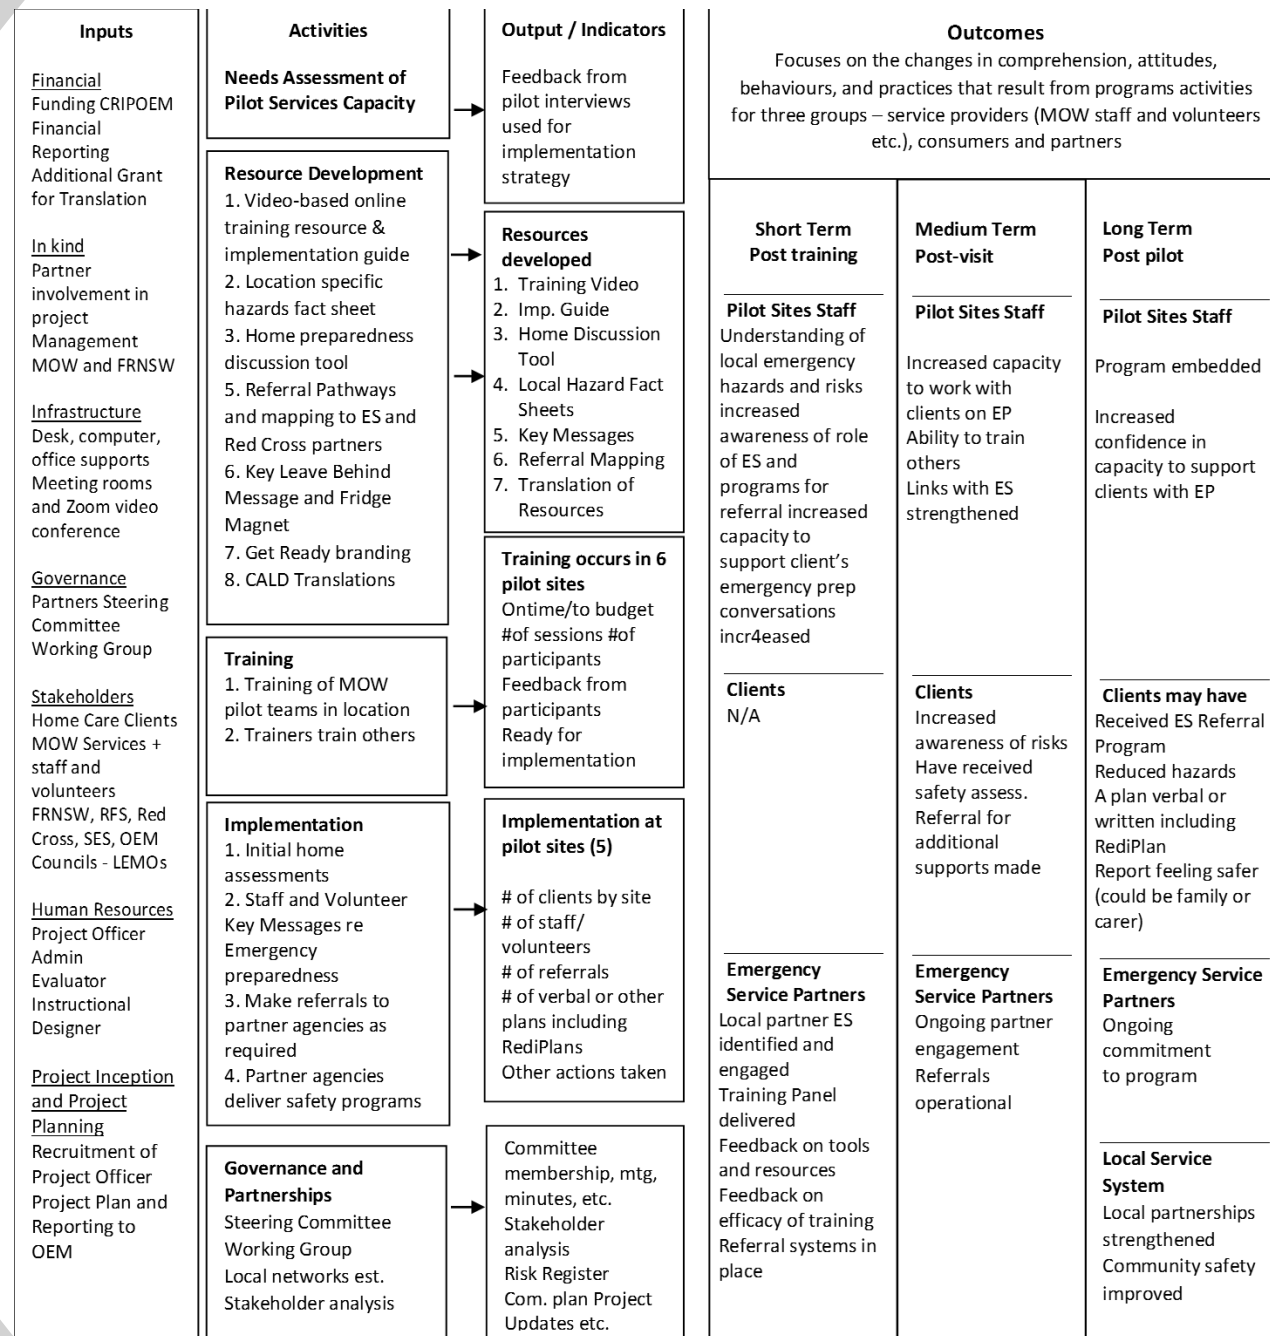 Inputs
Financial
Funding CRIPOEM
Financial
Reporting
Additional Grant
for Translation
In kind
Partner
involvement in
project
Management
MOW and FRNSW
Infrastructure
Desk, computer,
office supports
Meeting rooms
and Zoom video
conference
Governance
Partners Steering
Committee
Working Group
Stakeholders
Home Care Clients
MOW Services +
staff and
volunteers
FRNSW, RFS, Red
Cross, SES, OEM
Councils - LEMOs
Human Resources
Project Officer
Admin
Evaluator
Instructional
Designer
Project Inception
and Project
Planning
Recruitment of
Project Officer
Project Plan and
Reporting to
OEM
Activities
Needs Assessment of
Pilot Services Capacity
Resource Development
1. Video-based online
training resource &
implementation guide
2. Location specific
hazards fact sheet
3. Home preparedness
discussion tool
5. Referral Pathways
and mapping to ES and
Red Cross partners
6. Key Leave Behind
Message and Fridge
Magnet
7. Get Ready branding
8. CALD Translations
Training
1. Training of MOW
pilot teams in location
2. Trainers train others
Implementation
1. Initial home
assessments
2. Staff and Volunteer
Key Messages re
Emergency
preparedness
3. Make referrals to
partner agencies as
required
4. Partner agencies
deliver safety programs
Governance and
Partnerships
Steering Committee
Working Group
Local networks est.
Stakeholder analysis
Output / Indicators
Feedback from
pilot interviews
used for
implementation
strategy
Resources
developed
1. Training Video
2. Imp. Guide
3. Home Discussion
Tool
4. Local Hazard Fact
Sheets
5. Key Messages
6. Referral Mapping
7. Translation of
Resources
Training occurs in 6
pilot sites
Ontime/to budget
#of sessions #of
participants
Feedback from
participants
Ready for
implementation
Implementation at
pilot sites (5)
# of clients by site
# of staff/
volunteers
# of referrals
# of verbal or other
plans including
RediPlans
Other actions taken
Committee
membership, mtg,
minutes, etc.
Stakeholder
analysis
Risk Register
Com. plan Project
Updates etc.
Outcomes
Focuses on the changes in comprehension, attitudes,
behaviours, and practices that result from programs activities
for three groups – service providers (MOW staff and volunteers
etc.), consumers and partners
Short Term
Post training
Pilot Sites Staff
Understanding of
local emergency
hazards and risks
increased
awareness of role
of ES and
programs for
referral increased
capacity to
support client's
emergency prep
conversations
incr4eased
Clients
N/A
Emergency
Service Partners
Local partner ES
identified and
engaged
Training Panel
delivered
Feedback on tools
and resources
Feedback on
efficacy of training
Referral systems in
place
Medium Term
Post-visit
Pilot Sites Staff
Increased capacity
to work with
clients on EP
Ability to train
others
Links with ES
strengthened
Clients
Increased
awareness of risks
Have received
safety assess.
Referral for
additional
supports made
Emergency
Service Partners
Ongoing partner
engagement
Referrals
operational
Long Term
Post pilot
Pilot Sites Staff
Program embedded
Increased
confidence in
capacity to support
clients with EP
Clients may have
Received ES Referral
Program
Reduced hazards
A plan verbal or
written including
RediPlan
Report feeling safer
(could be family or
carer)
Emergency Service
Partners
Ongoing
commitment
to program
Local Service
System
Local partnerships
strengthened
Community safety
improved